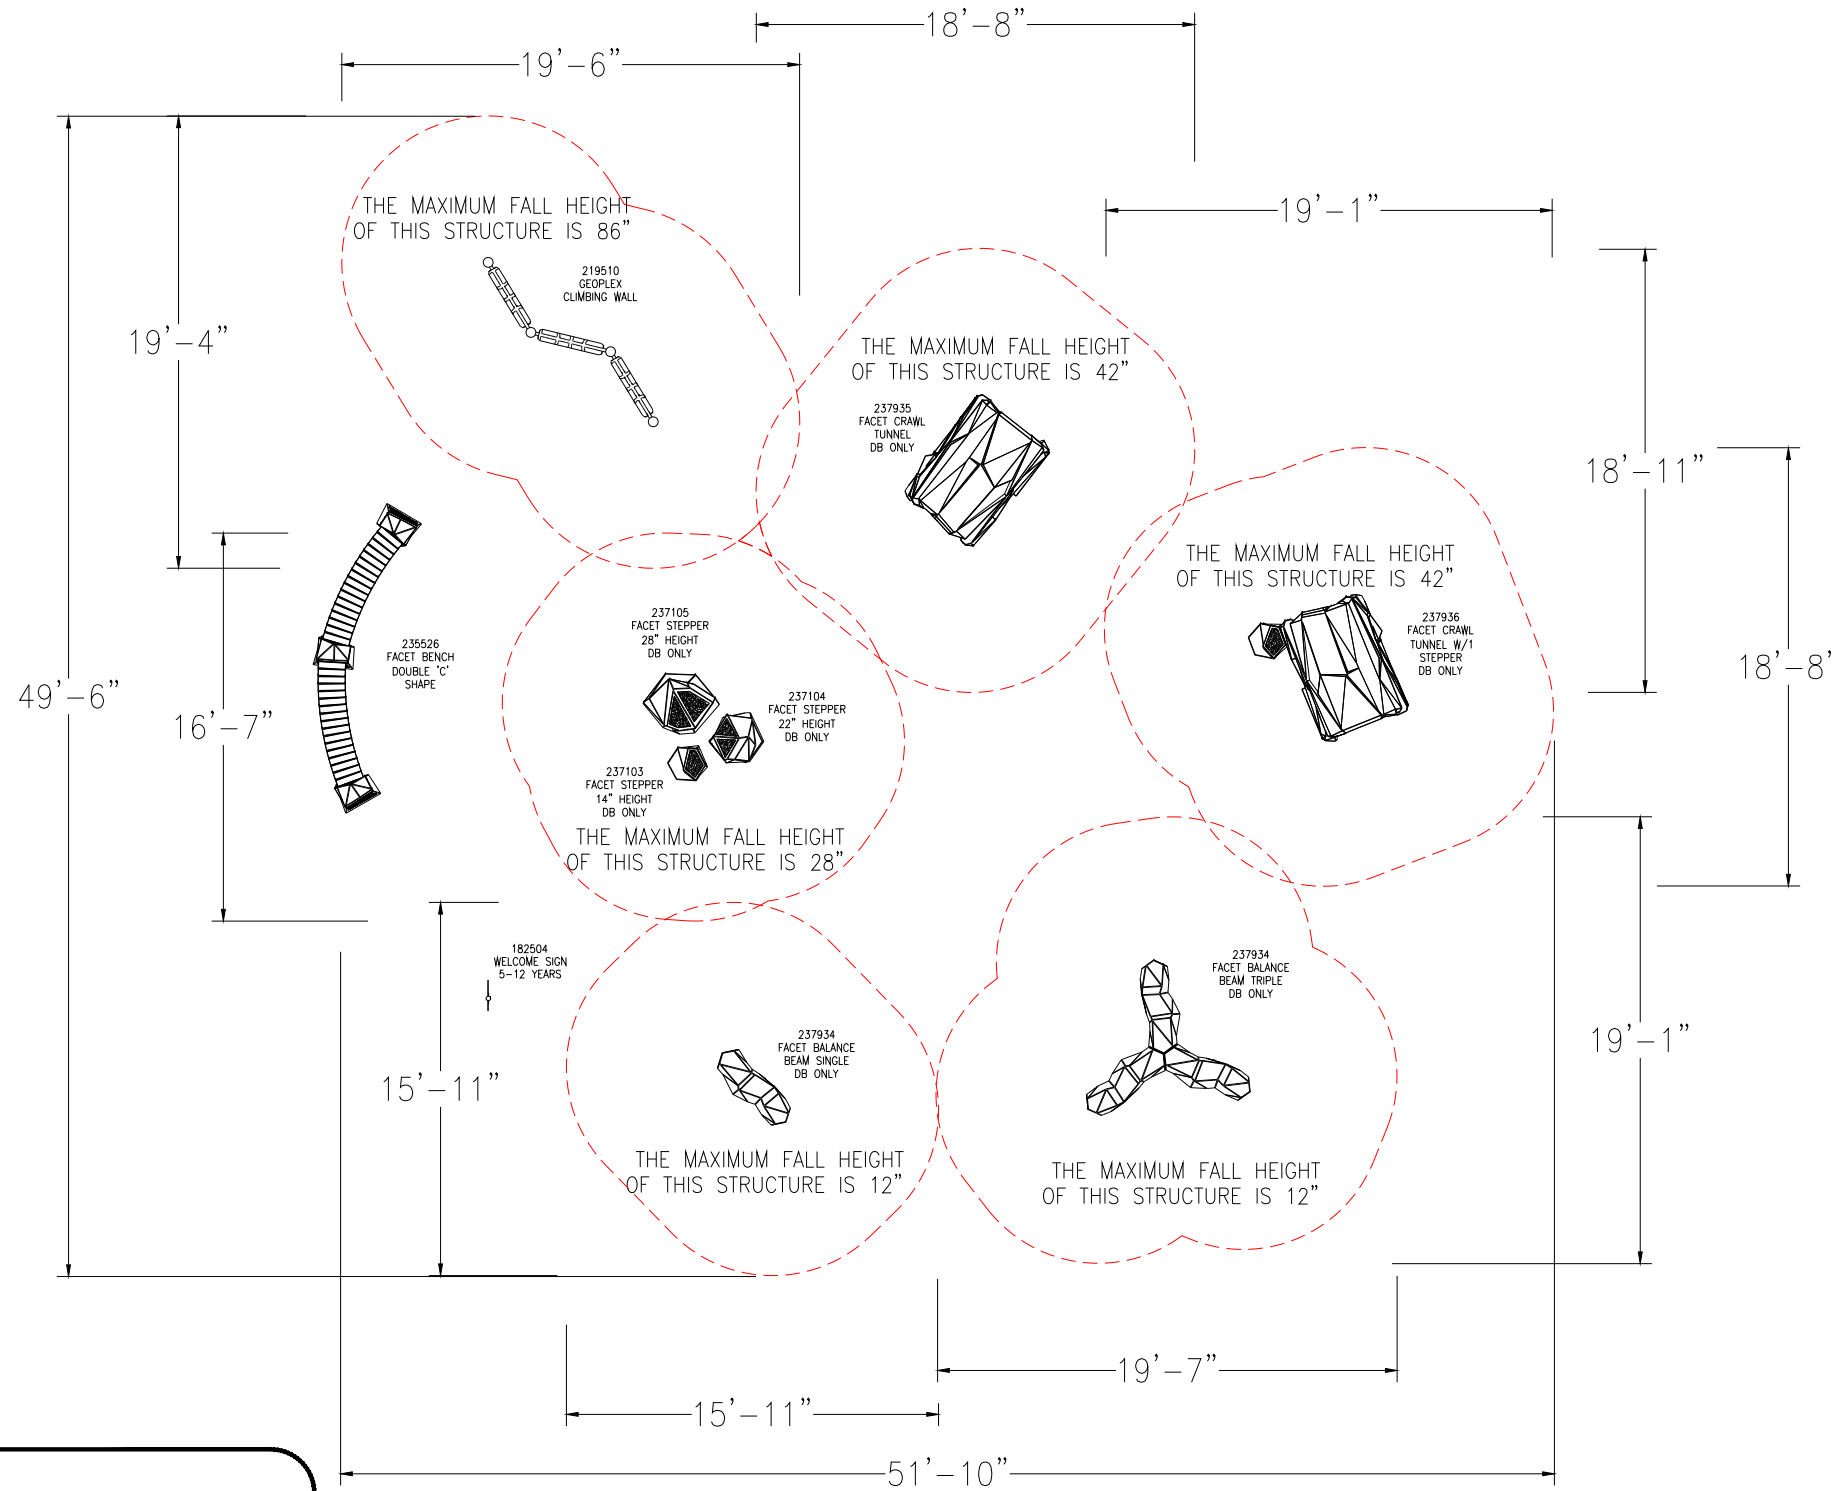 18'-8"
19'-6"
THE MAXIMUM FALL HEIGHT
OF THIS STRUCTURE IS 86"
19'-1"
219510
GEOPLEX
CLIMBING WALL
19'-4"
THE MAXIMUM FALL HEIGHT
OF THIS STRUCTURE IS 42"
237935
FACET CRAWL
TUNNEL
DB ONLY
18'-11"
THE MAXIMUM FALL HEIGHT
OF THIS STRUCTURE IS 42"
237936
FACET CRAWL
TUNNEL W/1
STEPPER
DB ONLY
18'-8'
237105
FACET STEPPER
28" HEIGHT
DB ONLY
235526
FACET BENCH
DOUBLE 'C'
SHAPE
49'-6"
16'-7"
237104
FACET STEPPER
22" HEIGHT
DB ONLY
237103
FACET STEPPER
14" HEIGHT
DB ONLY
THE MAXIMUM FALL HEIGHT
OF THIS STRUCTURE IS 28"
182504
WELCOME SIGN
5-12 YEARS
237934
FACET BALANCE
BEAM TRIPLE
DB ONLY
19'-1"
237934
FACET BALANCE
BEAM SINGLE
DB ONLY
15'-11"
THE MAXIMUM FALL HEIGHT
OF THIS STRUCTURE IS 12"
THE MAXIMUM FALL HEIGHT
OF THIS STRUCTURE IS 12"
19'-7"
15'-11"
51'-10"